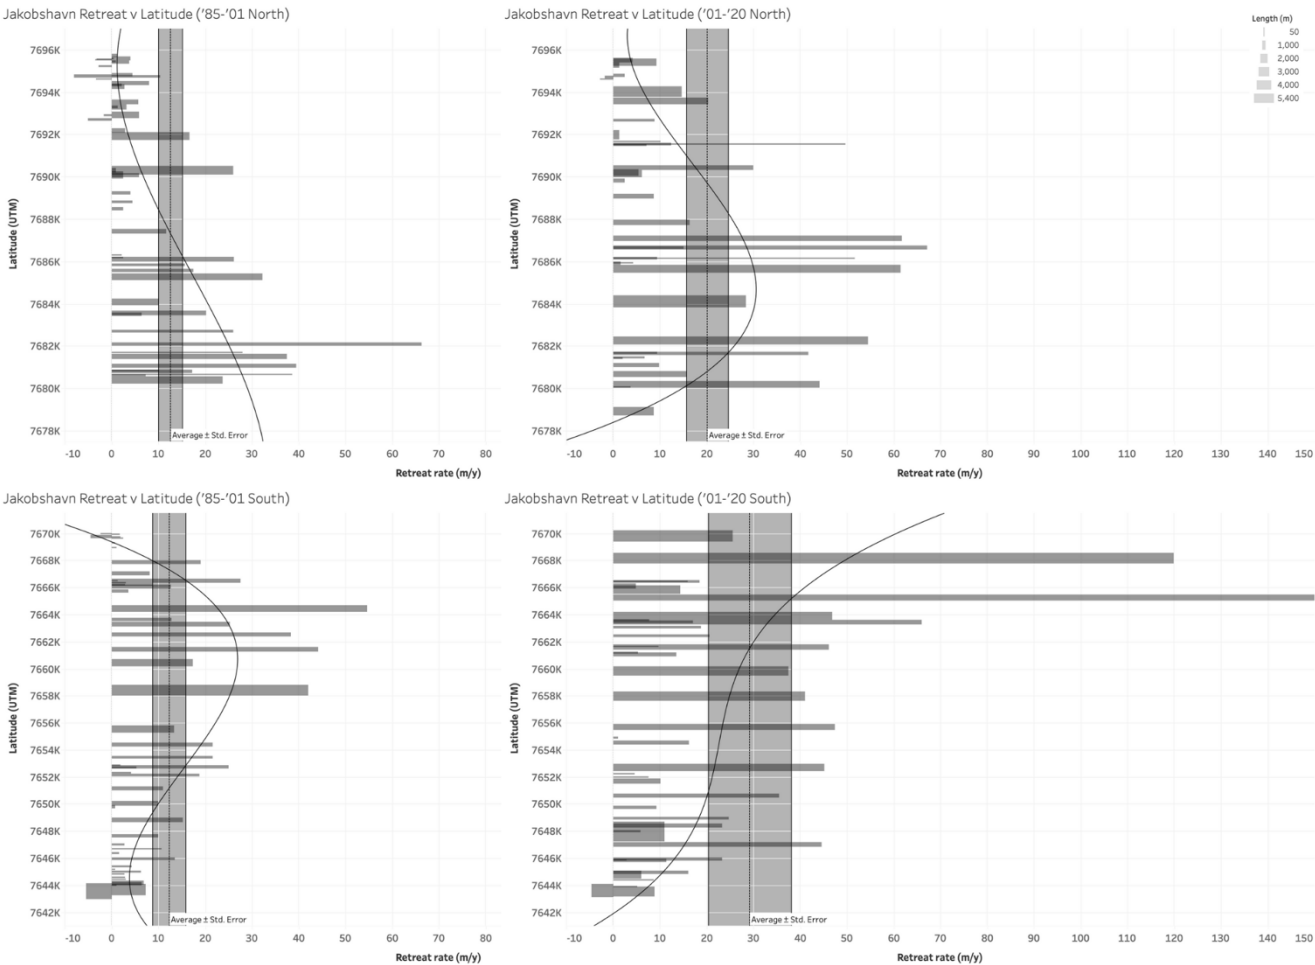 Jakobshavn Retreat v Latitude ('85-'01 North)
Latitude (UTM)
7696K
7694K
7692K
7690K
7688K
7686K
7684K
7682K
7680K
7678K
Average ± Std. Error
-10 0 10 20 30 40 50 60 70 80
Retreat rate (m/y)
Jakobshavn Retreat v Latitude ('01-'20 North)
Latitude (UTM)
7696K
7694K
7692K
7690K
7688K
7686K
7684K
7682K
7680K
7678K
Average ± Std. Error
-10 0 10 20 30 40 50 60 70 80 90 100 110 120 130 140 150
Retreat rate (m/y)
Length (m)
50
1,000
2,000
3,000
4,000
5,400
Jakobshavn Retreat v Latitude ('85-'01 South)
Latitude (UTM)
7670K
7668K
7666K
7664K
7662K
7660K
7658K
7656K
7654K
7652K
7650K
7648K
7646K
7644K
7642K
Average ± Std. Error
-10 0 10 20 30 40 50 60 70 80
Retreat rate (m/y)
Jakobshavn Retreat v Latitude ('01-'20 South)
Latitude (UTM)
7670K
7668K
7666K
7664K
7662K
7660K
7658K
7656K
7654K
7652K
7650K
7648K
7646K
7644K
7642K
Average ± Std. Error
-10 0 10 20 30 40 50 60 70 80 90 100 110 120 130 140 150
Retreat rate (m/y)